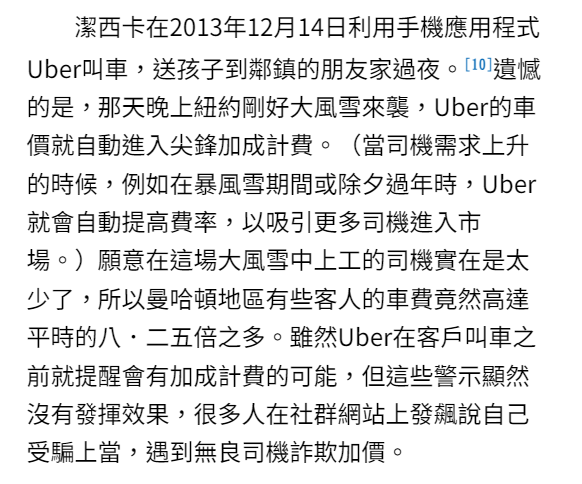 潔西卡在2013年12月14日利用手機應用程式
Uber叫車，送孩子到鄰鎮的朋友家過夜。[10]遺憾
的是，那天晚上紐約剛好大風雪來襲，Uber的車
價就自動進入尖鋒加成計費。（當司機需求上升
的時候，例如在暴風雪期間或除夕過年時，Uber
就會自動提高費率，以吸引更多司機進入市
場。）願意在這場大風雪中上工的司機實在是太
少了，所以曼哈頓地區有些客人的車費竟然高達
平時的八．二五倍之多。雖然Uber在客戶叫車之
前就提醒會有加成計費的可能，但這些警示顯然
沒有發揮效果，很多人在社群網站上發飆說自己
受騙上當，遇到無良司機詐欺加價。